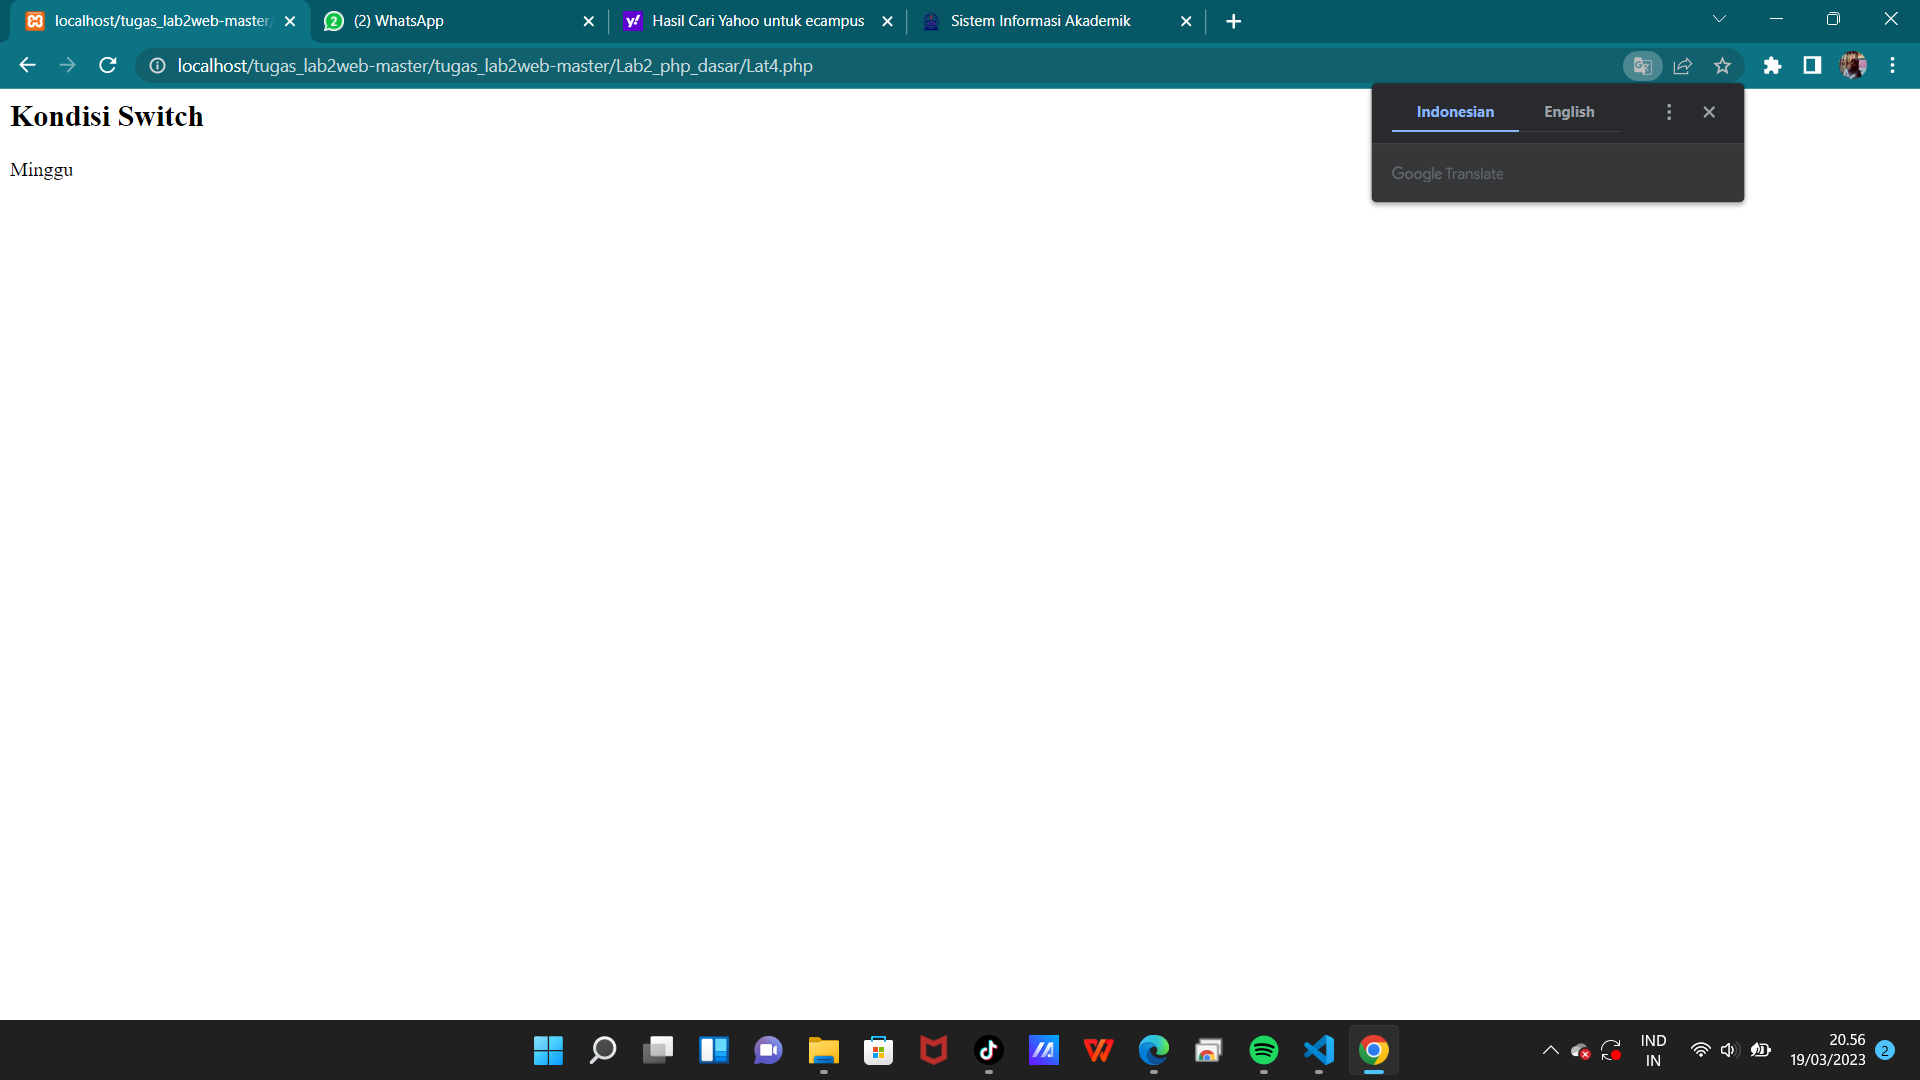 localhost/tugas_lab2web-master/
2 (2) WhatsApp
y! Hasil Cari Yahoo untuk ecampus
Sistem Informasi Akademik
localhost/tugas_lab2web-master/tugas_lab2web-master/Lab2_php_dasar/Lat4.php
Indonesian English
Google Translate
Kondisi Switch
Minggu
IND
IN
20.56
19/03/2023
2